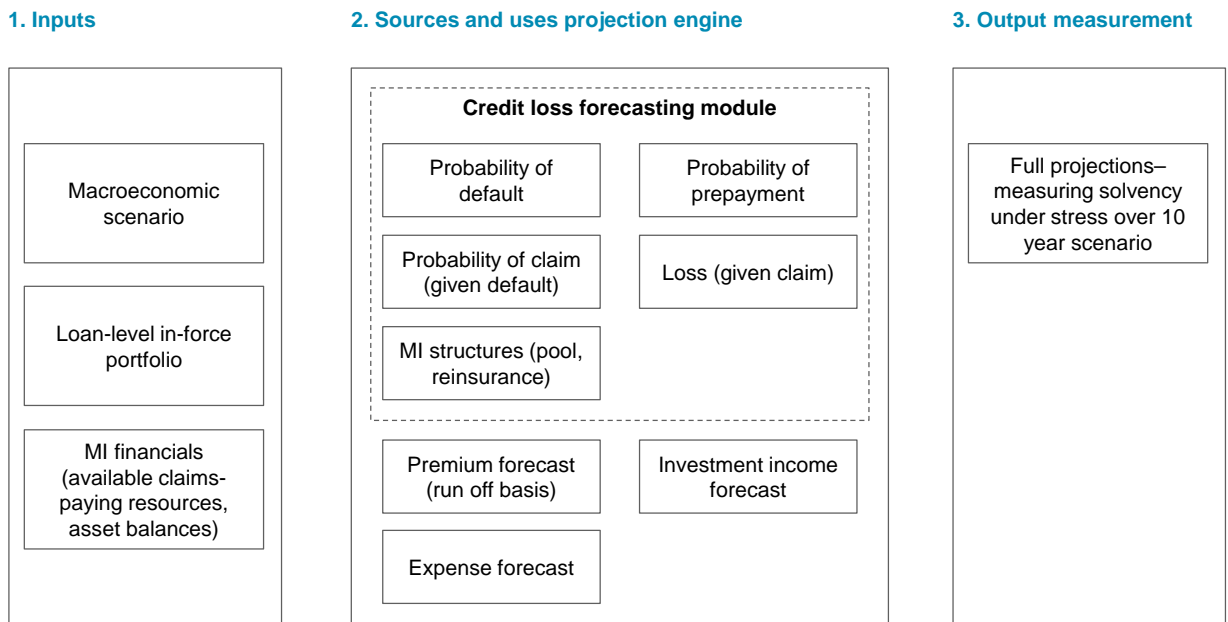 1. Inputs
2. Sources and uses projection engine
3. Output measurement
Macroeconomic
scenario
Loan-level in-force
portfolio
MI financials
(available claims-
paying resources,
asset balances)
Credit loss forecasting module
Probability of
default
Probability of
prepayment
Probability of claim
(given default)
Loss (given claim)
MI structures (pool,
reinsurance)
Premium forecast
(run off basis)
Investment income
forecast
Expense forecast
Full projections–
measuring solvency
under stress over 10
year scenario